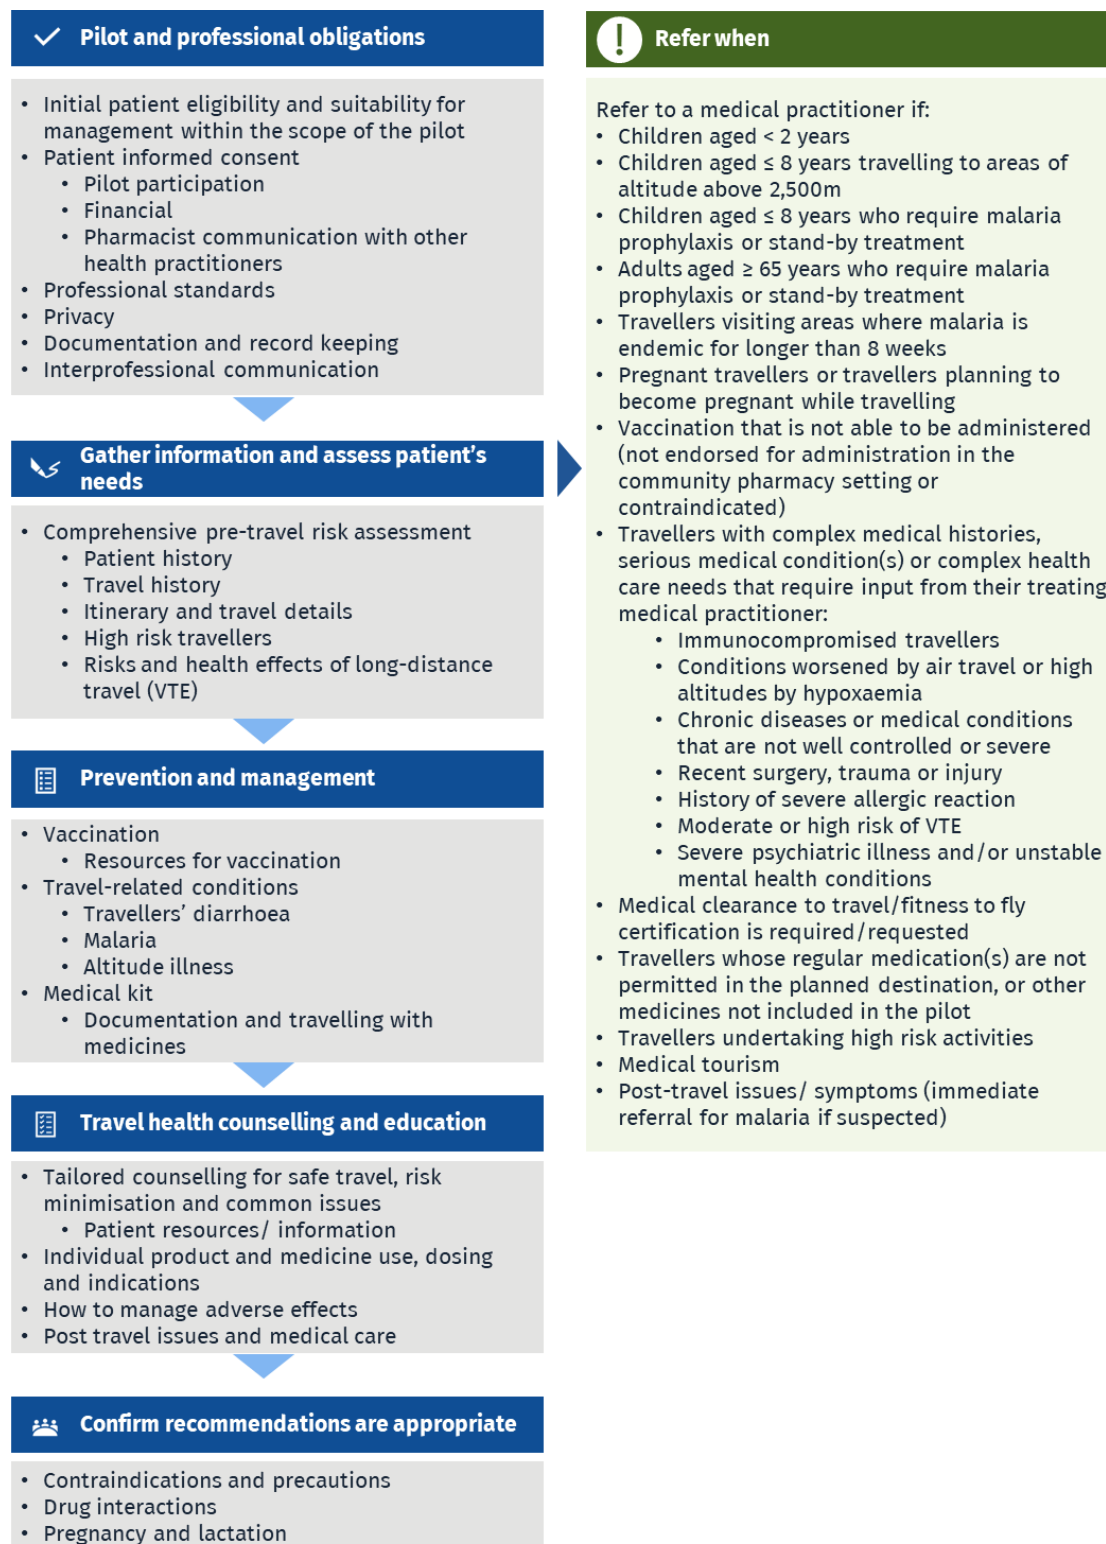 Pilot and professional obligations
• Initial patient eligibility and suitability for
management within the scope of the pilot
• Patient informed consent
• Pilot participation
• Financial
• Pharmacist communication with other
health practitioners
• Professional standards
• Privacy
• Documentation and record keeping
• Interprofessional communication
Gather information and assess patient's
needs
• Comprehensive pre-travel risk assessment
• Patient history
• Travel history
• Itinerary and travel details
• High risk travellers
• Risks and health effects of long-distance
travel (VTE)
Prevention and management
• Vaccination
• Resources for vaccination
• Travel-related conditions
• Travellers' diarrhoea
• Malaria
• Altitude illness
• Medical kit
• Documentation and travelling with
medicines
Travel health counselling and education
• Tailored counselling for safe travel, risk
minimisation and common issues
• Patient resources/ information
• Individual product and medicine use, dosing
and indications
• How to manage adverse effects
• Post travel issues and medical care
Confirm recommendations are appropriate
• Contraindications and precautions
• Drug interactions
• Pregnancy and lactation
! Refer when
Refer to a medical practitioner if:
• Children aged < 2 years
• Children aged ≤ 8 years travelling to areas of
altitude above 2,500m
• Children aged ≤ 8 years who require malaria
prophylaxis or stand-by treatment
• Adults aged ≥ 65 years who require malaria
prophylaxis or stand-by treatment
• Travellers visiting areas where malaria is
endemic for longer than 8 weeks
• Pregnant travellers or travellers planning to
become pregnant while travelling
• Vaccination that is not able to be administered
(not endorsed for administration in the
community pharmacy setting or
contraindicated)
• Travellers with complex medical histories,
serious medical condition(s) or complex health
care needs that require input from their treating
medical practitioner:
• Immunocompromised travellers
• Conditions worsened by air travel or high
altitudes by hypoxaemia
• Chronic diseases or medical conditions
that are not well controlled or severe
• Recent surgery, trauma or injury
• History of severe allergic reaction
• Moderate or high risk of VTE
• Severe psychiatric illness and/or unstable
mental health conditions
• Medical clearance to travel/fitness to fly
certification is required/requested
• Travellers whose regular medication(s) are not
permitted in the planned destination, or other
medicines not included in the pilot
• Travellers undertaking high risk activities
• Medical tourism
• Post-travel issues/ symptoms (immediate
referral for malaria if suspected)